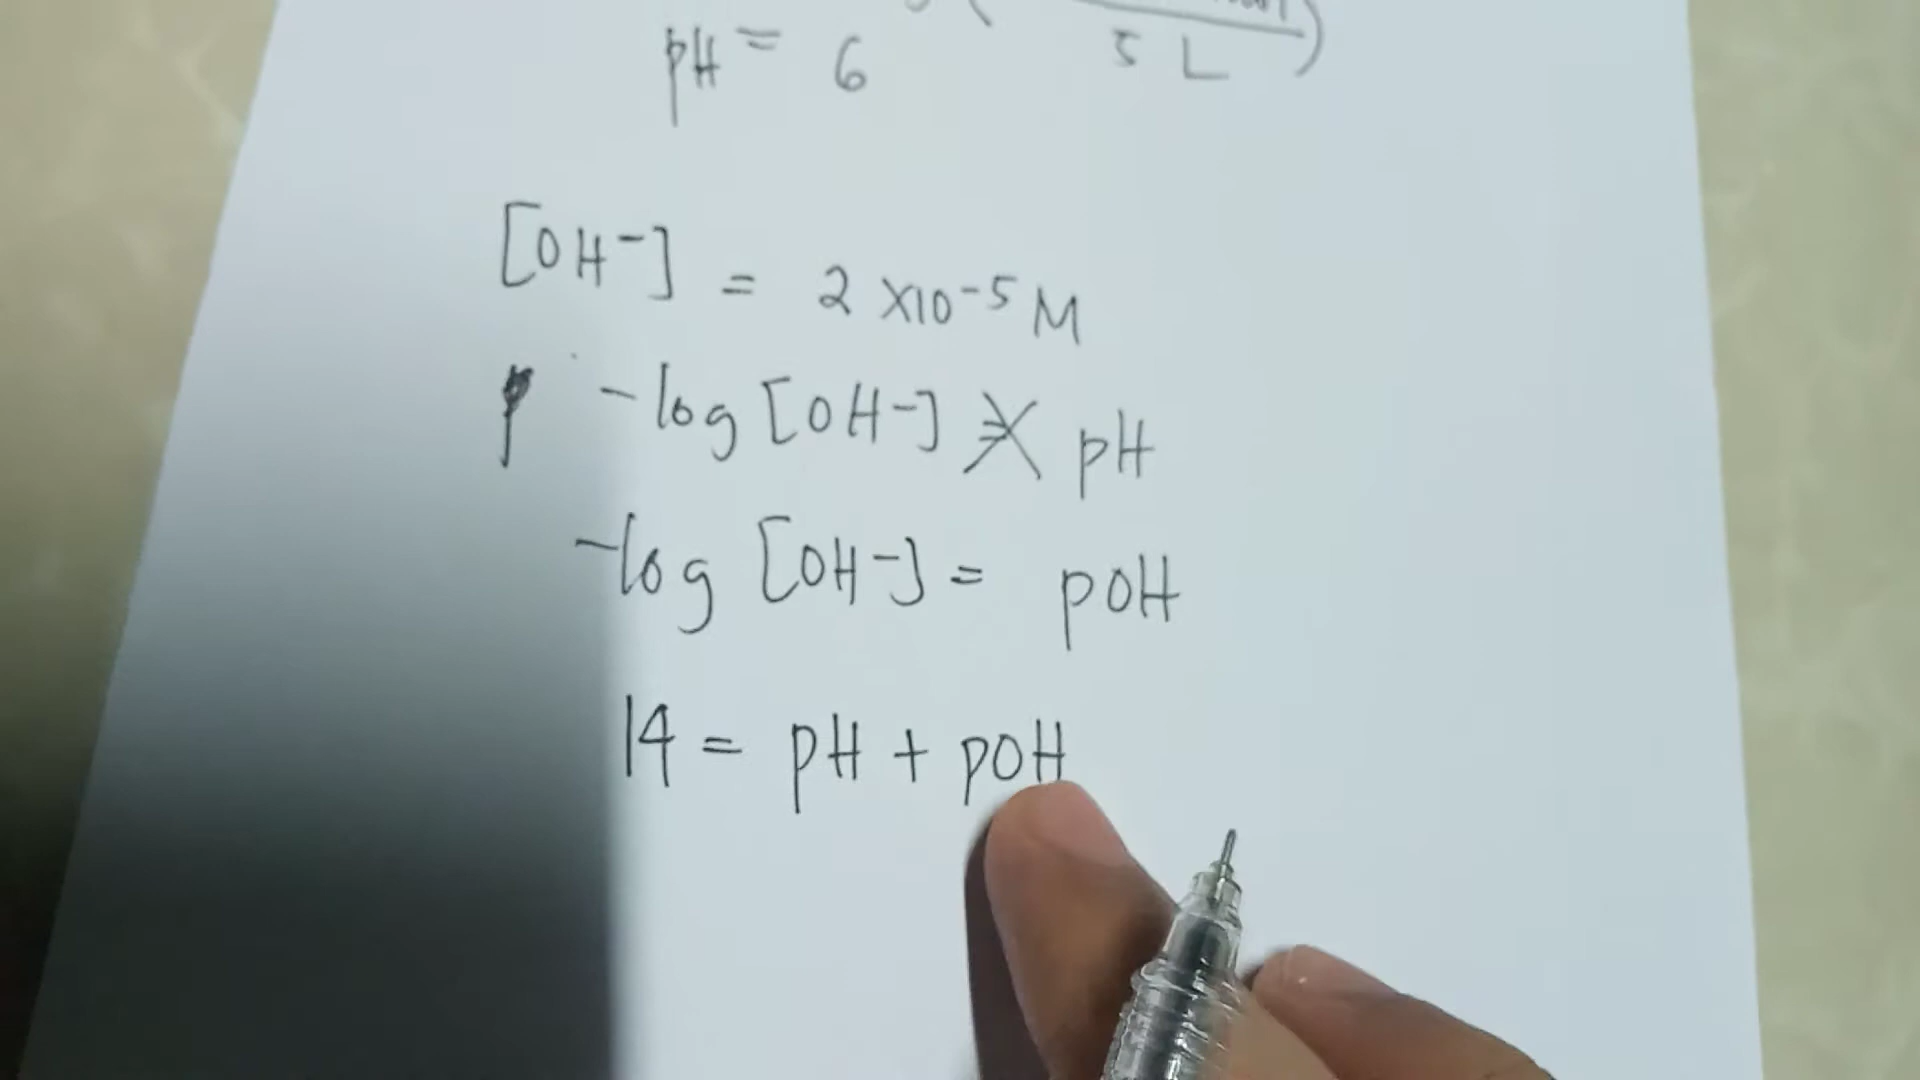 pH = 6
5 L )
[OH⁻] = 2 x10⁻⁵ M
-log [OH⁻] ≠ pH
-log [OH⁻] = pOH
14 = pH + pOH